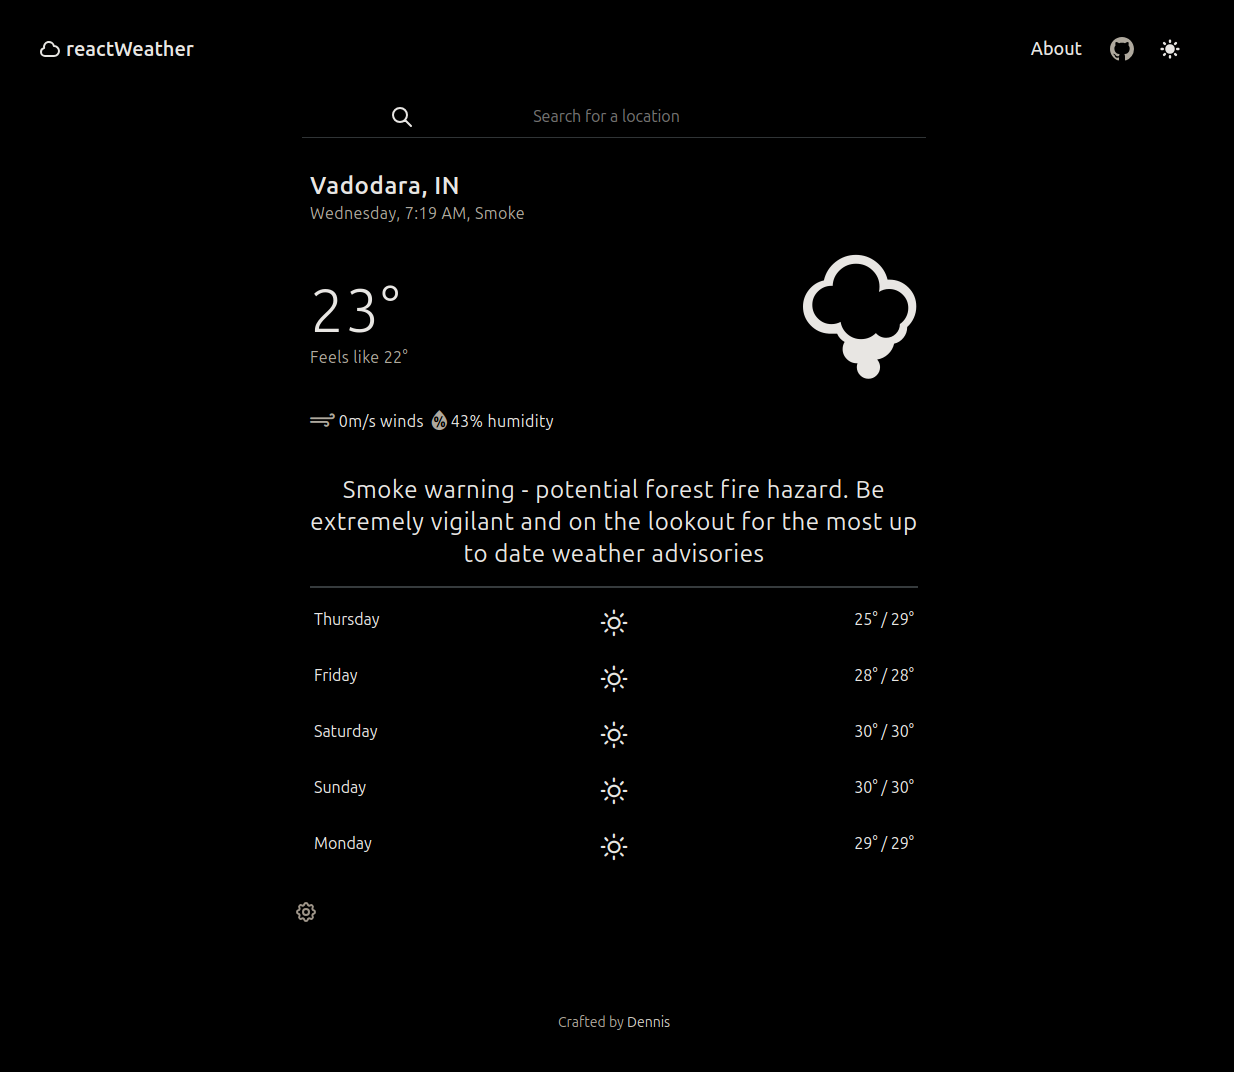 reactWeather
About
Search for a location
Vadodara, IN
Wednesday, 7:19 AM, Smoke
23°
Feels like 22°
0m/s winds % 43% humidity
Smoke warning - potential forest fire hazard. Be
extremely vigilant and on the lookout for the most up
to date weather advisories
Thursday 25° / 29°
Friday 28° / 28°
Saturday 30° / 30°
Sunday 30° / 30°
Monday 29° / 29°
Crafted by Dennis